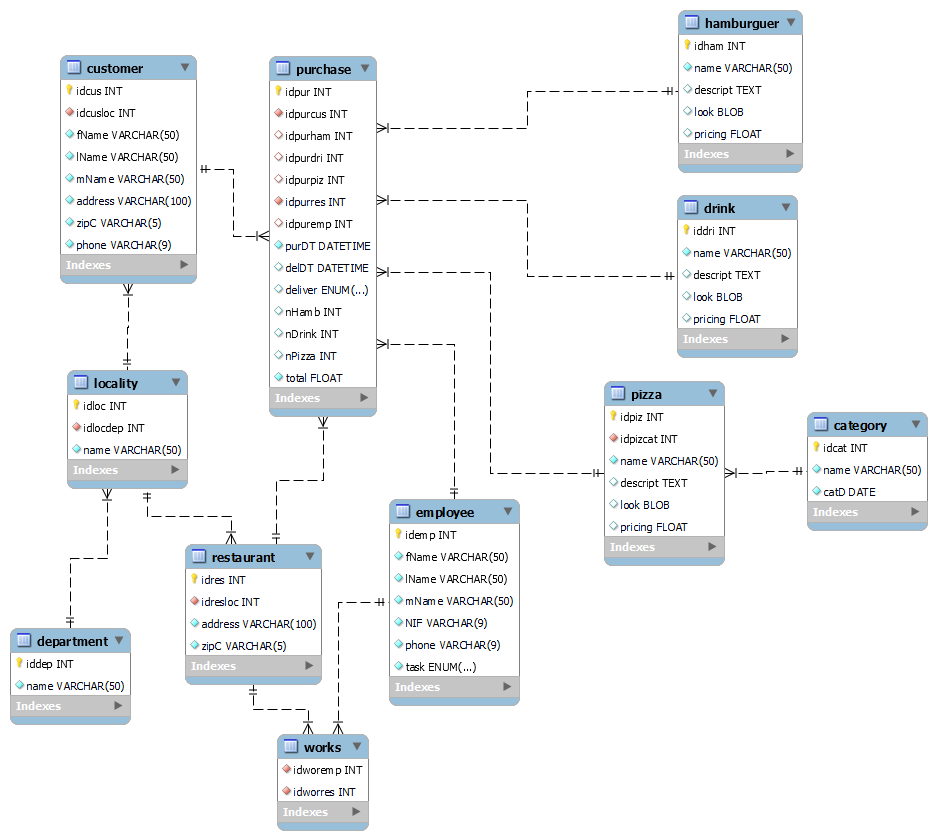 customer
idcus INT
idcusloc INT
fName VARCHAR(50)
lName VARCHAR(50)
mName VARCHAR(50)
address VARCHAR(100)
zipC VARCHAR(5)
phone VARCHAR(9)
Indexes
purchase
idpur INT
idpurcus INT
idpurham INT
idpurdri INT
idpurpiz INT
idpurres INT
idpuremp INT
purDT DATETIME
delDT DATETIME
deliver ENUM(...)
nHamb INT
nDrink INT
nPizza INT
total FLOAT
Indexes
hamburguer
idham INT
name VARCHAR(50)
descript TEXT
look BLOB
pricing FLOAT
Indexes
drink
iddri INT
name VARCHAR(50)
descript TEXT
look BLOB
pricing FLOAT
Indexes
locality
idloc INT
idlocdep INT
name VARCHAR(50)
Indexes
pizza
idpiz INT
idpizcat INT
name VARCHAR(50)
descript TEXT
look BLOB
pricing FLOAT
Indexes
category
idcat INT
name VARCHAR(50)
catD DATE
Indexes
employee
idemp INT
fName VARCHAR(50)
lName VARCHAR(50)
mName VARCHAR(50)
NIF VARCHAR(9)
phone VARCHAR(9)
task ENUM(...)
Indexes
restaurant
idres INT
idresloc INT
address VARCHAR(100)
zipC VARCHAR(5)
Indexes
department
iddep INT
name VARCHAR(50)
Indexes
works
idworemp INT
idworres INT
Indexes